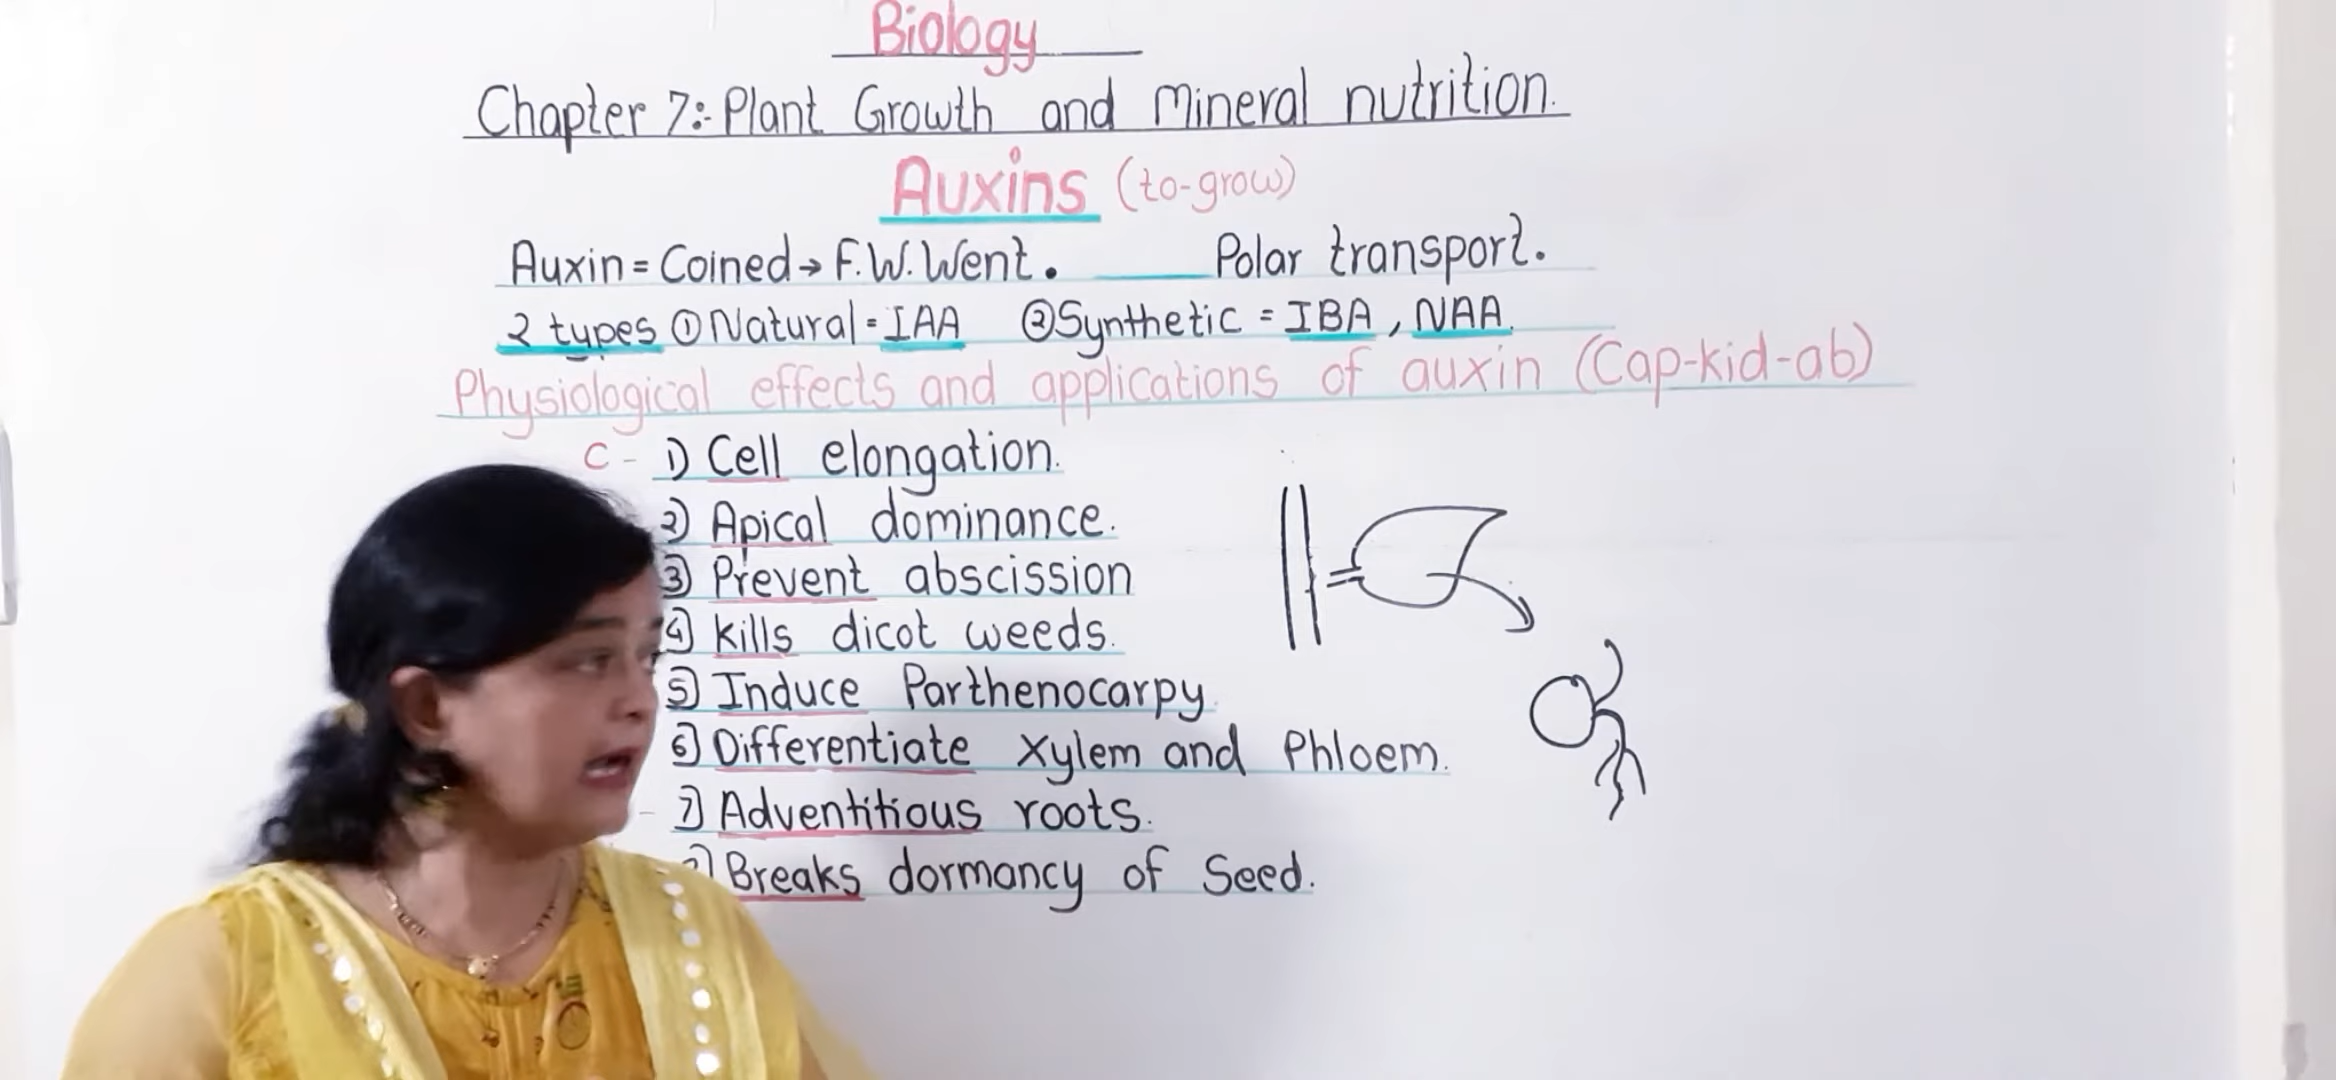 Biology
Chapter 7:- Plant Growth and Mineral nutrition.
Auxins (to-grow)
Auxin = Coined → F.W. Went. Polar transport.
2 types ① Natural = IAA ② Synthetic = IBA, NAA.
Physiological effects and applications of auxin (Cap-kid-ab)
C - 1) Cell elongation.
2) Apical dominance.
3) Prevent abscission
4) kills dicot weeds.
5) Induce Parthenocarpy.
6) Differentiate Xylem and Phloem.
- 7) Adventitious roots.
Breaks dormancy of Seed.